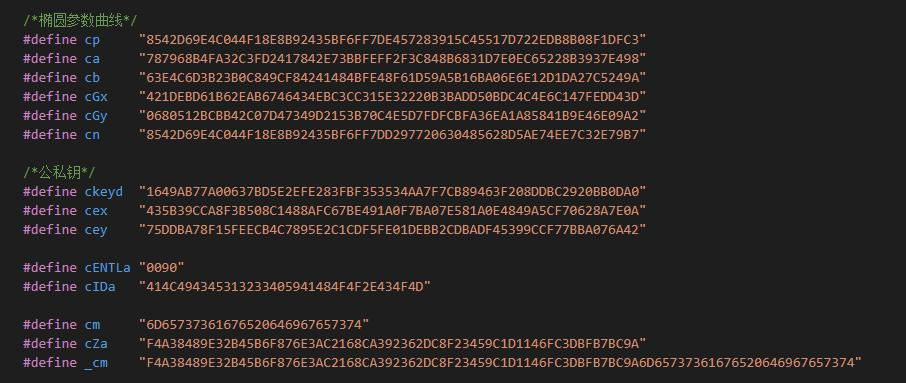 /*椭圆参数曲线*/
#define cp "8542D69E4C044F18E8B92435BF6FF7DE457283915C45517D722EDB8B08F1DFC3"
#define ca "787968B4FA32C3FD2417842E73BBFEFF2F3C848B6831D7E0EC65228B3937E498"
#define cb "63E4C6D3B23B0C849CF84241484BFE48F61D59A5B16BA06E6E12D1DA27C5249A"
#define cGx "421DEBD61B62EAB6746434EBC3CC315E32220B3BADD50BDC4C4E6C147FEDD43D"
#define cGy "0680512BCBB42C07D47349D2153B70C4E5D7FDFCBFA36EA1A85841B9E46E09A2"
#define cn "8542D69E4C044F18E8B92435BF6FF7DD297720630485628D5AE74EE7C32E79B7"
/*公私钥*/
#define ckeyd "1649AB77A00637BD5E2EFE283FBF353534AA7F7CB89463F208DDBC2920BB0DA0"
#define cex "435B39CCA8F3B508C1488AFC67BE491A0F7BA07E581A0E4849A5CF70628A7E0A"
#define cey "75DDBA78F15FEECB4C7895E2C1CDF5FE01DEBB2CDBADF45399CCF77BBA076A42"
#define cENTLa "0090"
#define cIDa "414C494345313233405941484F4F2E434F4D"
#define cm "6D65737361676520646967657374"
#define cZa "F4A38489E32B45B6F876E3AC2168CA392362DC8F23459C1D1146FC3DBFB7BC9A"
#define _cm "F4A38489E32B45B6F876E3AC2168CA392362DC8F23459C1D1146FC3DBFB7BC9A6D65737361676520646967657374"